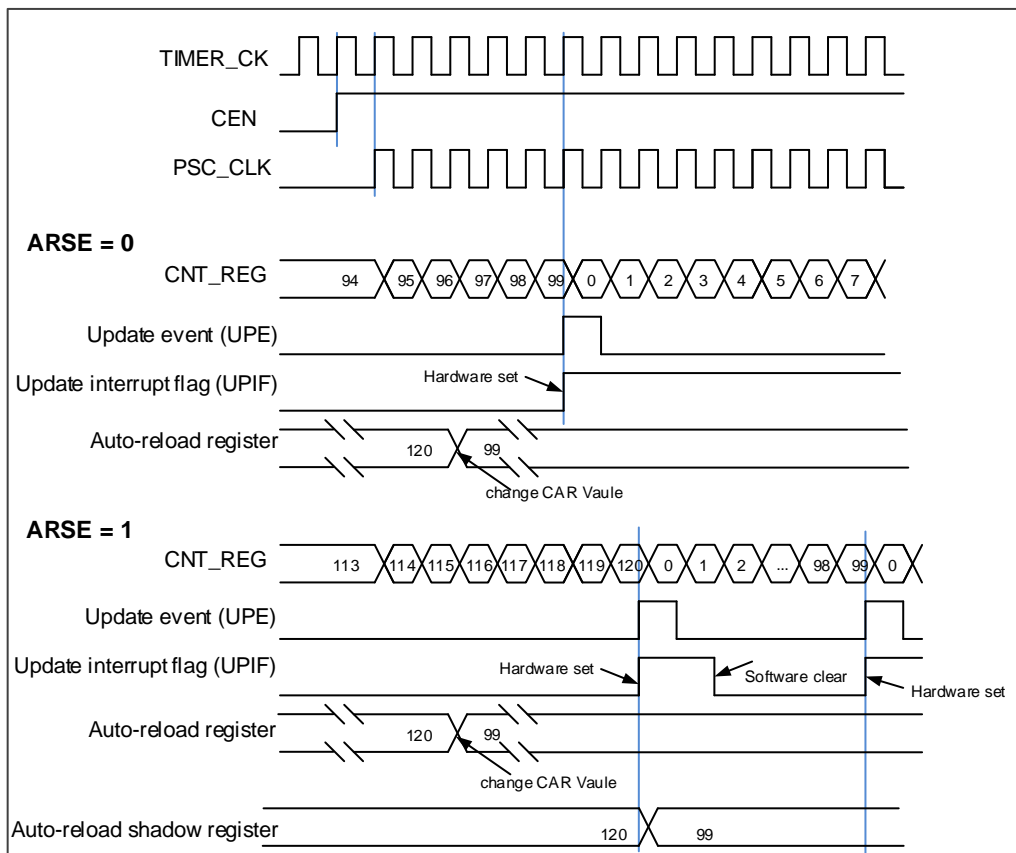 TIMER_CK
CEN
PSC_CLK
ARSE = 0
CNT_REG 94 95 96 97 98 99 0 1 2 3 4 5 6 7
Update event (UPE)
Update interrupt flag (UPIF) Hardware set
Auto-reload register 120 99
change CAR Vaule
ARSE = 1
CNT_REG 113 114 115 116 117 118 119 120 0 1 2 ... 98 99 0
Update event (UPE)
Update interrupt flag (UPIF) Hardware set Software clear Hardware set
Auto-reload register 120 99
change CAR Vaule
Auto-reload shadow register 120 99